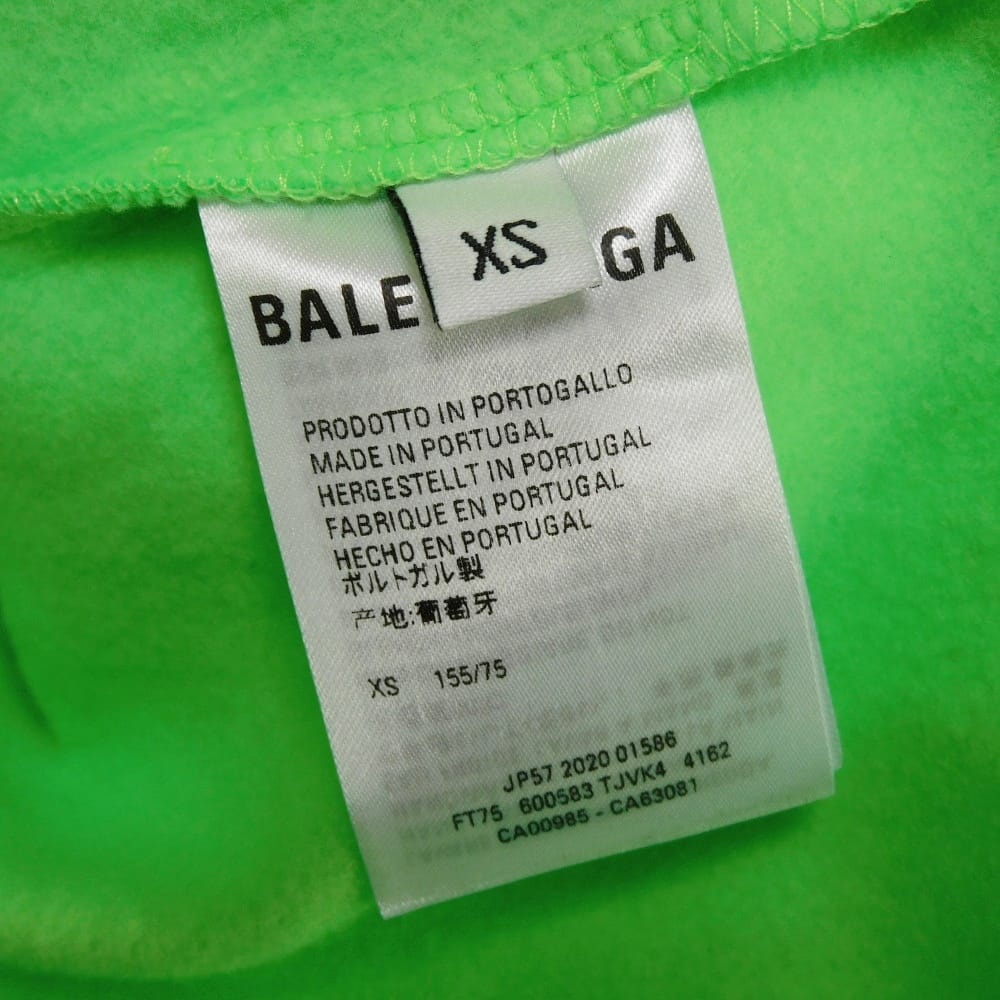 XS
BALE GA
PRODOTTO IN PORTOGALLO
MADE IN PORTUGAL
HERGESTELLT IN PORTUGAL
FABRIQUE EN PORTUGAL
HECHO EN PORTUGAL
ポルトガル製
产地:葡萄牙
XS 155/75
JP57 2020 01586
FT75 600583 TJVK4 4162
CA00985 - CA63081